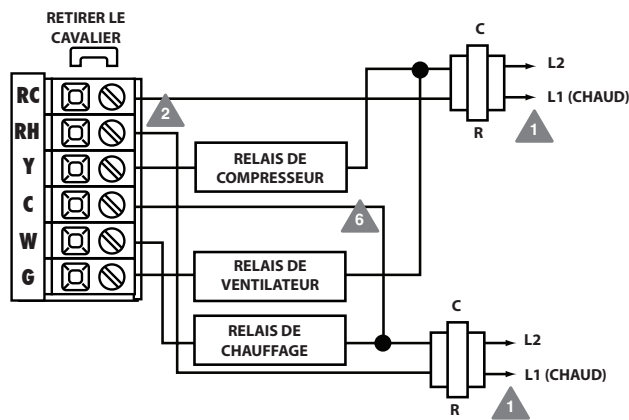 RETIRER LE
CAVALIER
RC
RH
Y
C
W
G
2
RELAIS DE
COMPRESSEUR
6
RELAIS DE
VENTILATEUR
RELAIS DE
CHAUFFAGE
C
L2
L1 (CHAUD)
R
1
C
L2
L1 (CHAUD)
R
1